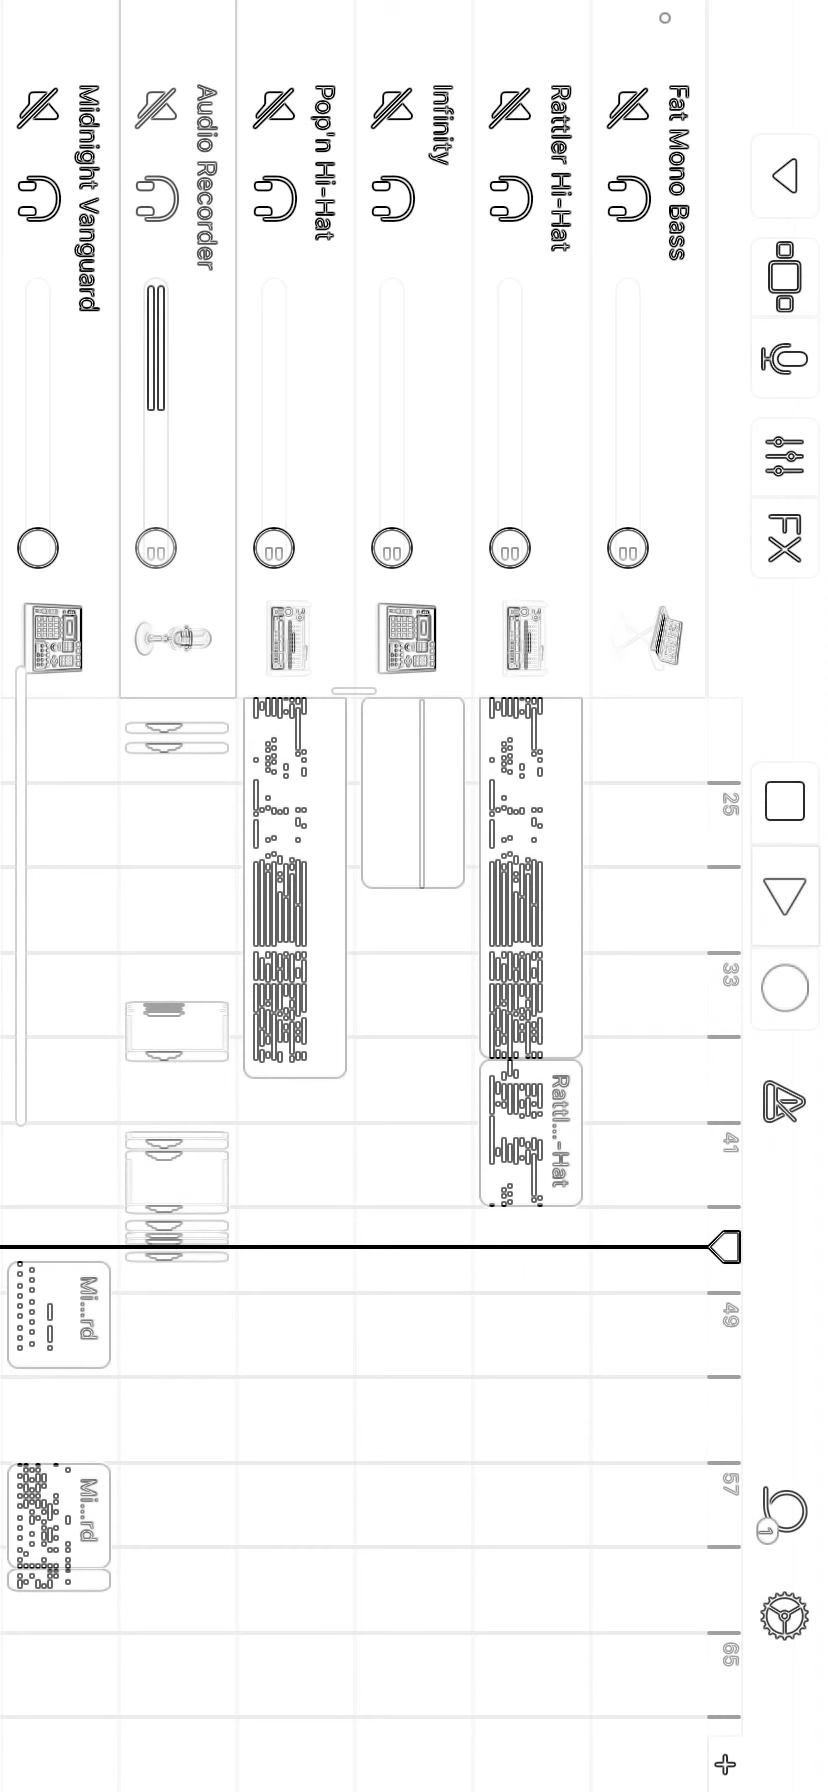 FX
1
25
33
41
49
57
65
Fat Mono Bass
Rattler Hi-Hat
Rattl...-Hat
Infinity
Pop'n Hi-Hat
Audio Recorder
Midnight Vanguard
Mi...rd
Mi...rd